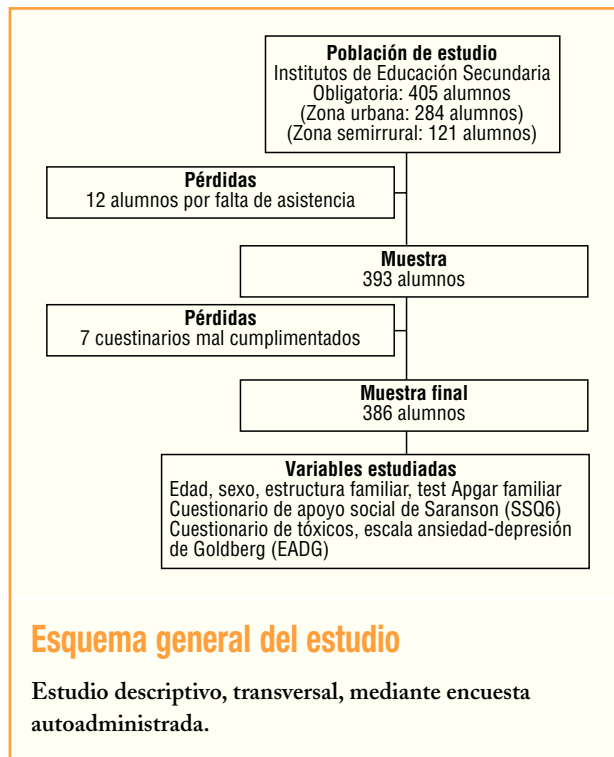 Población de estudio
Institutos de Educación Secundaria
Obligatoria: 405 alumnos
(Zona urbana: 284 alumnos)
(Zona semirrural: 121 alumnos)
Pérdidas
12 alumnos por falta de asistencia
Muestra
393 alumnos
Pérdidas
7 cuestinarios mal cumplimentados
Muestra final
386 alumnos
Variables estudiadas
Edad, sexo, estructura familiar, test Apgar familiar
Cuestionario de apoyo social de Saranson (SSQ6)
Cuestionario de tóxicos, escala ansiedad-depresión
de Goldberg (EADG)
Esquema general del estudio
Estudio descriptivo, transversal, mediante encuesta
autoadministrada.